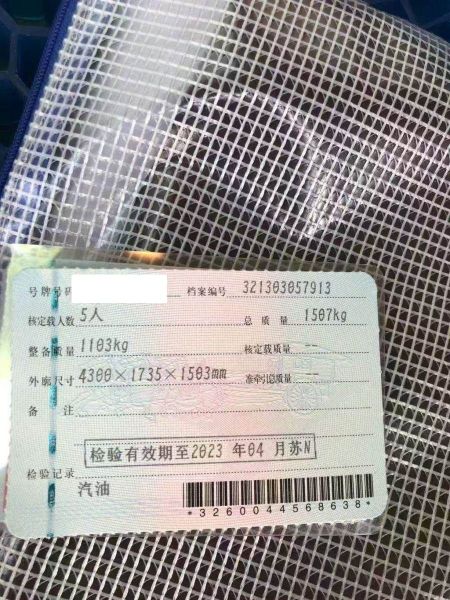 号牌号码 档案编号 321303057913
核定载人数 5人 总质量 1507kg
整备质量 1103kg 核定载质量 --
外廓尺寸 4300×1735×1503㎜ 准牵引总质量 --
备注
检验有效期至2023 年04 月苏N
检验记录
汽油
*3260044568638*